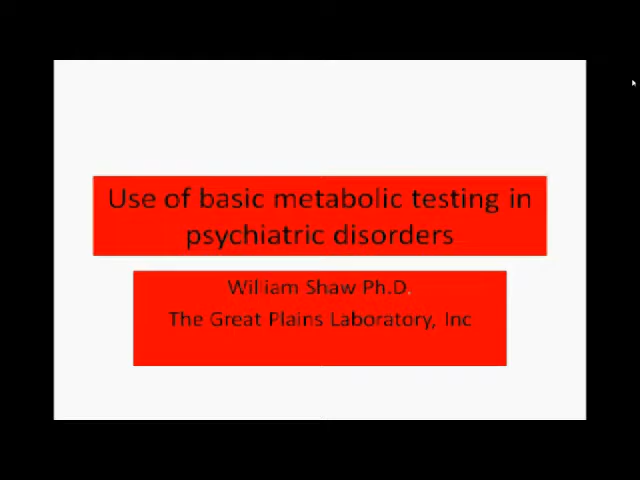 Use of basic metabolic testing in
psychiatric disorders
William Shaw Ph.D.
The Great Plains Laboratory, Inc